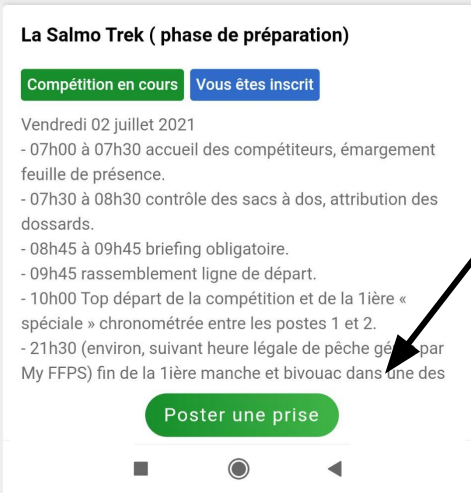 La Salmo Trek ( phase de préparation)
Compétition en cours Vous êtes inscrit
Vendredi 02 juillet 2021
- 07h00 à 07h30 accueil des compétiteurs, émargement
feuille de présence.
- 07h30 à 08h30 contrôle des sacs à dos, attribution des
dossards.
- 08h45 à 09h45 briefing obligatoire.
- 09h45 rassemblement ligne de départ.
- 10h00 Top départ de la compétition et de la 1ière «
spéciale » chronométrée entre les postes 1 et 2.
- 21h30 (environ, suivant heure légale de pêche par
My FFPS) fin de la 1ière manche et bivouac dans une des
Poster une prise